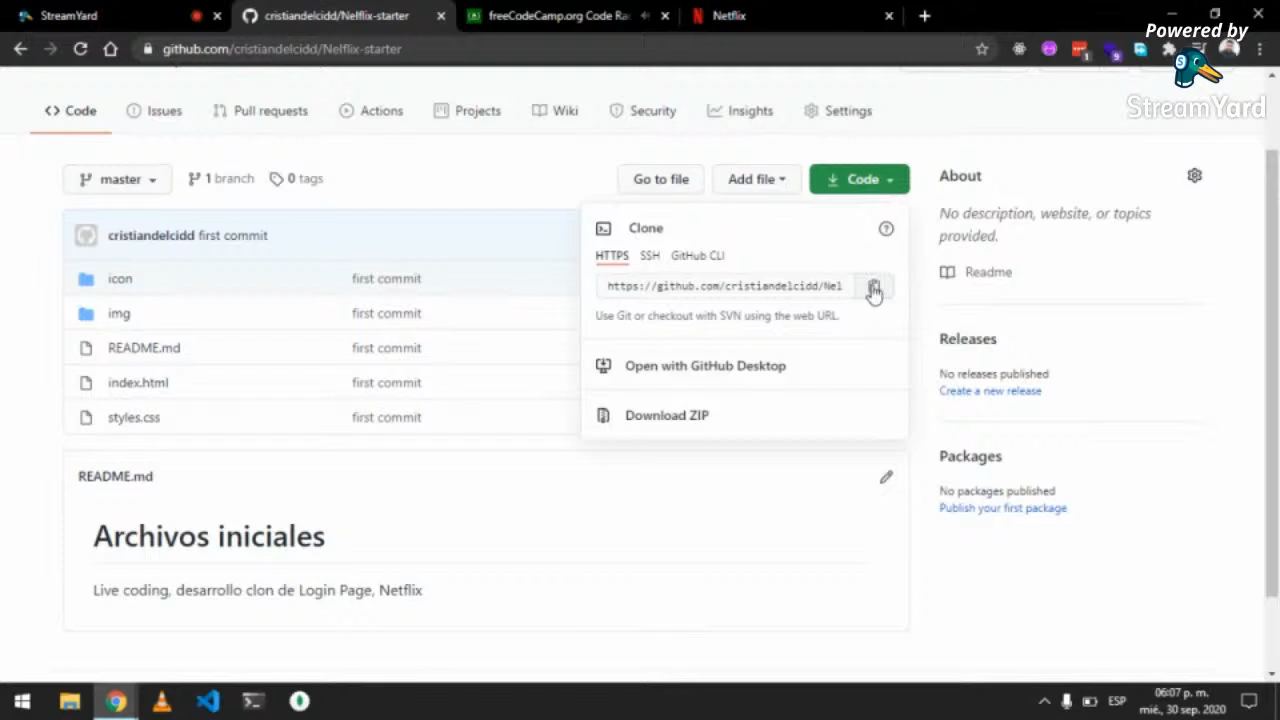 StreamYard
cristiandelcidd/Nelflix-starter
freeCodeCamp.org Code Ra
Netflix
github.com/cristiandelcidd/Nelflix-starter
Powered by
StreamYard
1
9
Code
Issues
Pull requests
Actions
Projects
Wiki
Security
Insights
Settings
master
1 branch
0 tags
Go to file
Add file
Code
About
No description, website, or topics
provided.
Readme
cristiandelcidd first commit
icon first commit
img first commit
README.md first commit
index.html first commit
styles.css first commit
Clone
HTTPS SSH GitHub CLI
https://github.com/cristiandelcidd/Nel
Use Git or checkout with SVN using the web URL.
Open with GitHub Desktop
Download ZIP
Releases
No releases published
Create a new release
Packages
No packages published
Publish your first package
README.md
Archivos iniciales
Live coding, desarrollo clon de Login Page, Netflix
ESP
06:07 p. m.
mié., 30 sep. 2020